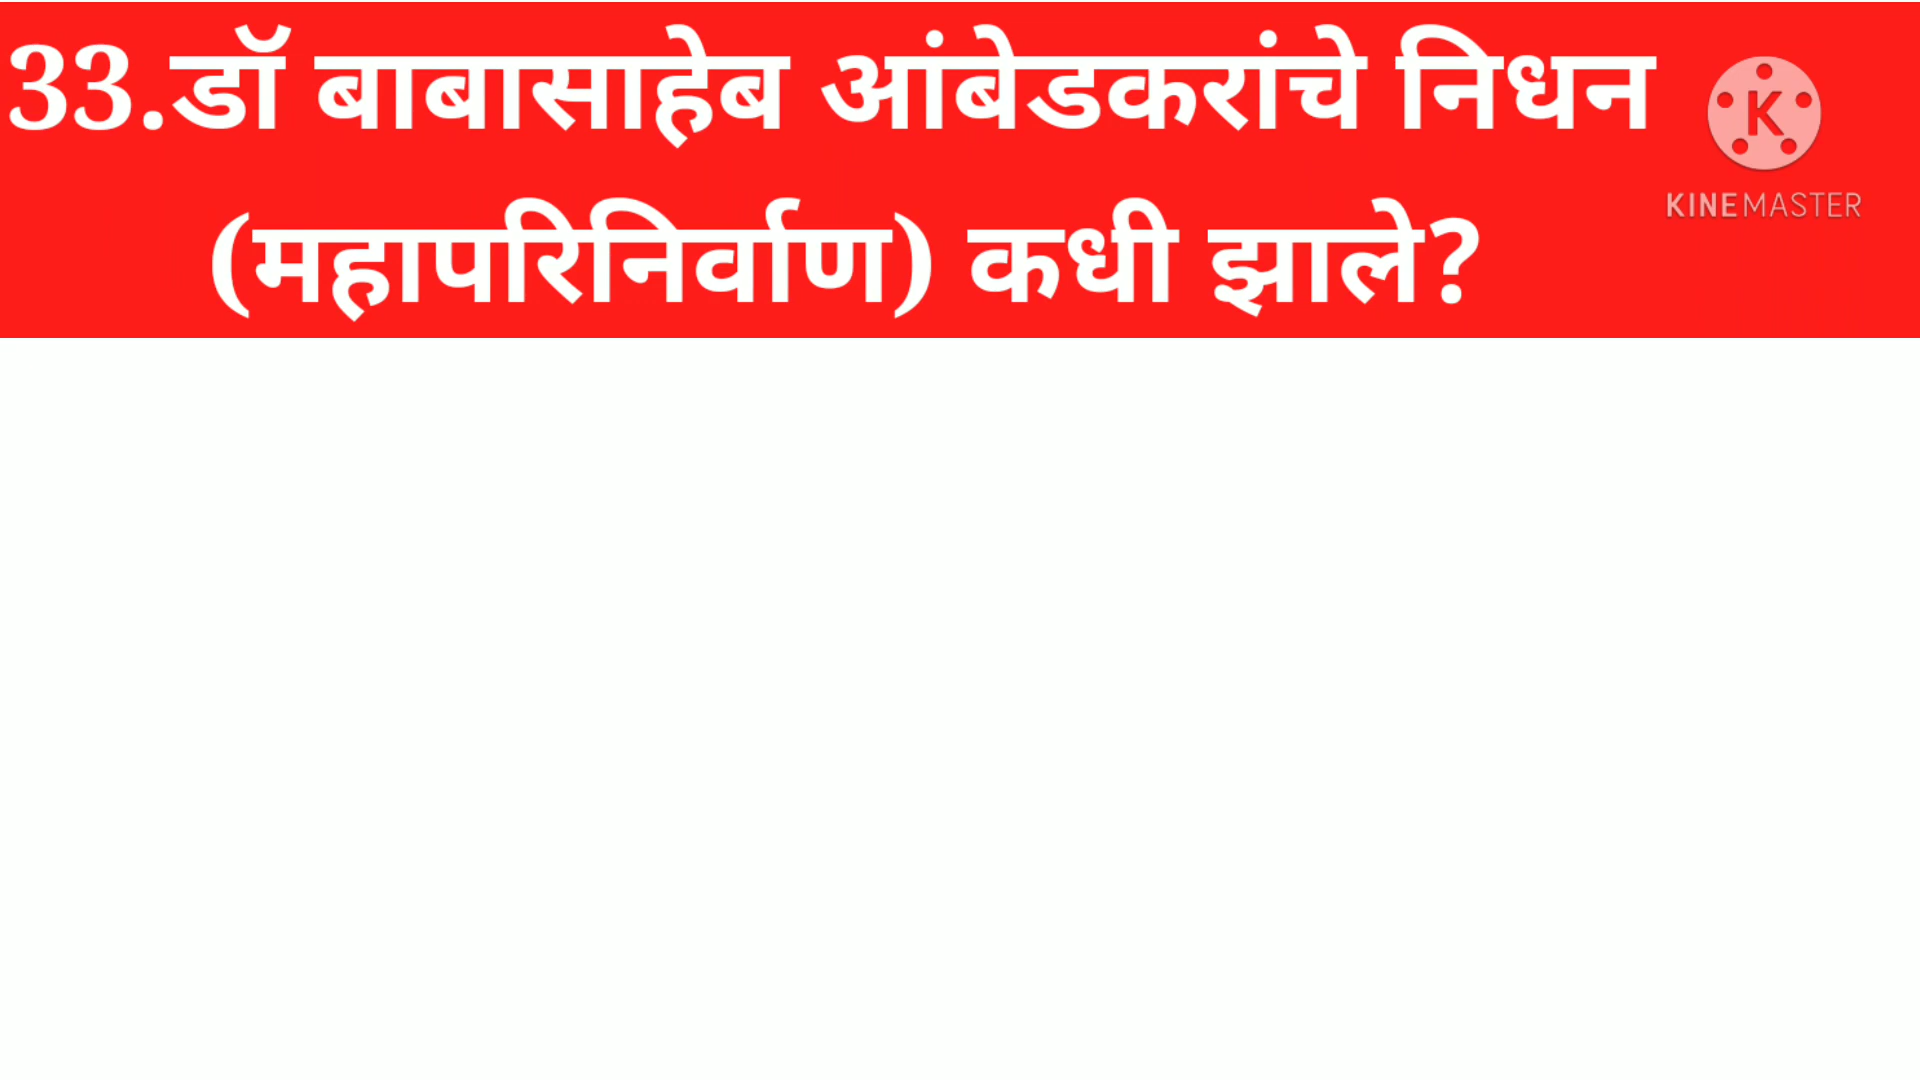 33.डॉ बाबासाहेब आंबेडकरांचे निधन
(महापरिनिर्वाण) कधी झाले?
K
KINEMASTER